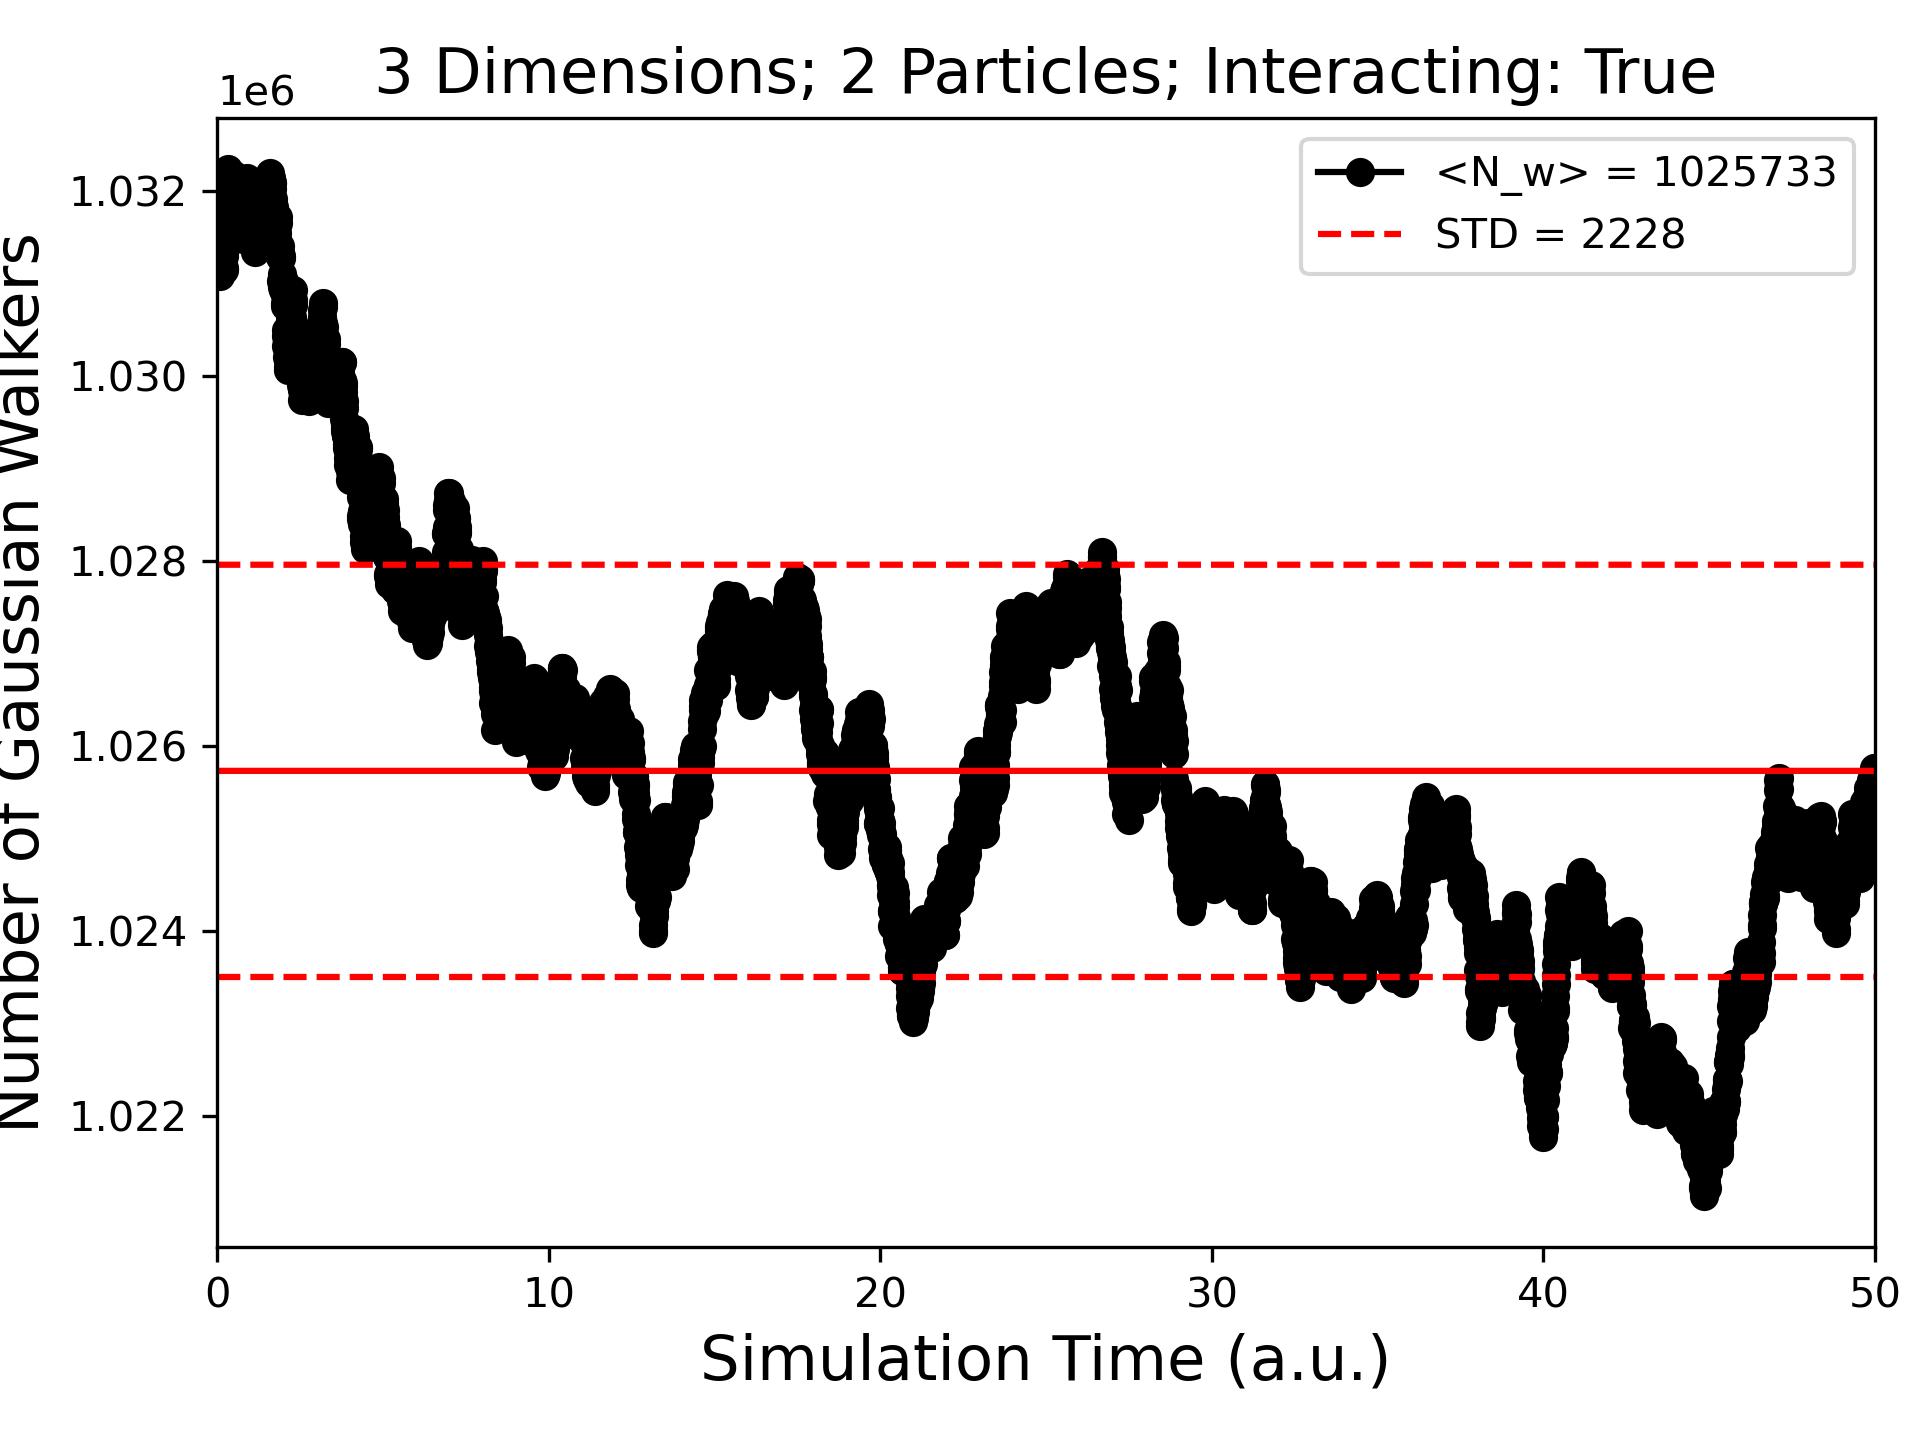 3 Dimensions; 2 Particles; Interacting: True
1e6
<N_w> = 1025733
STD = 2228
1.032
1.030
1.028
1.026
1.024
1.022
Number of Gaussian Walkers
0 10 20 30 40 50
Simulation Time (a.u.)